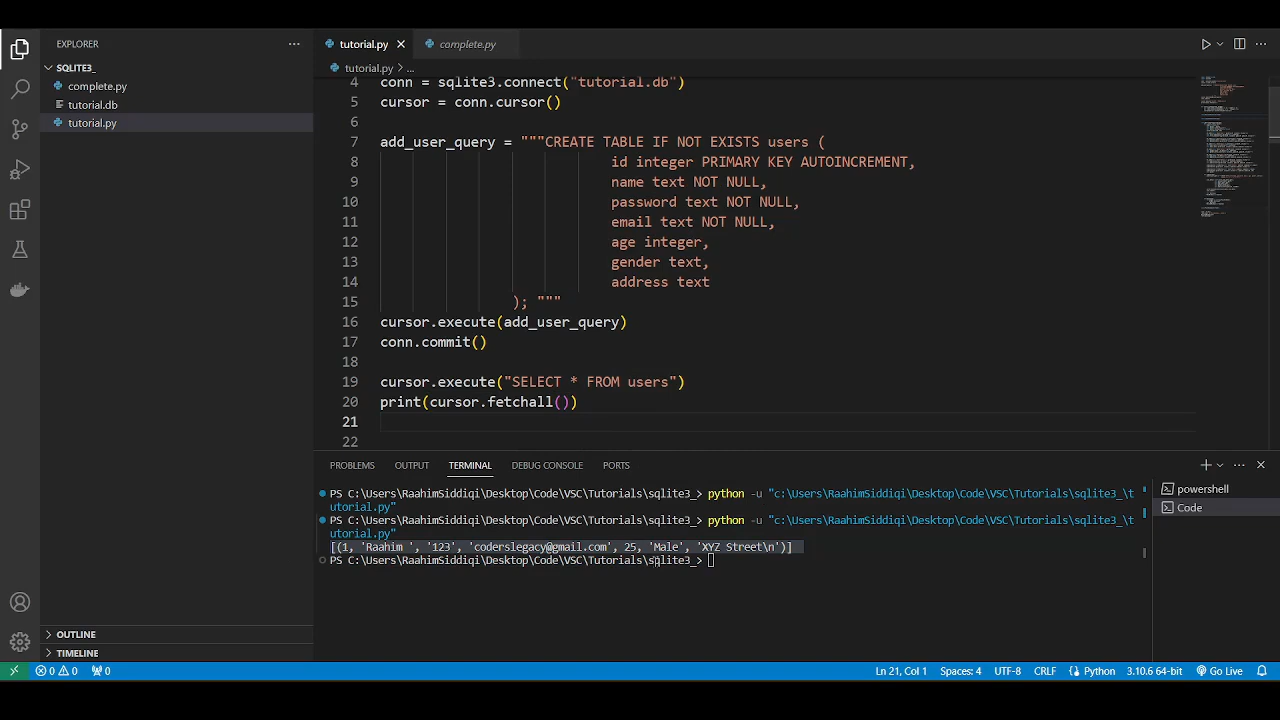 EXPLORER
SQLITE3_
complete.py
tutorial.db
tutorial.py
OUTLINE
TIMELINE
tutorial.py
complete.py
tutorial.py > ...
4 conn = sqlite3.connect("tutorial.db")
5 cursor = conn.cursor()
6
7 add_user_query = """CREATE TABLE IF NOT EXISTS users (
8 id integer PRIMARY KEY AUTOINCREMENT,
9 name text NOT NULL,
10 password text NOT NULL,
11 email text NOT NULL,
12 age integer,
13 gender text,
14 address text
15 ); """
16 cursor.execute(add_user_query)
17 conn.commit()
18
19 cursor.execute("SELECT * FROM users")
20 print(cursor.fetchall())
21
22
PROBLEMS OUTPUT TERMINAL DEBUG CONSOLE PORTS
PS C:\Users\RaahimSiddiqi\Desktop\Code\VSC\Tutorials\sqlite3_> python -u "c:\Users\RaahimSiddiqi\Desktop\Code\VSC\Tutorials\sqlite3_\t
utorial.py"
PS C:\Users\RaahimSiddiqi\Desktop\Code\VSC\Tutorials\sqlite3_> python -u "c:\Users\RaahimSiddiqi\Desktop\Code\VSC\Tutorials\sqlite3_\t
utorial.py"
[(1, 'Raahim ', '123', 'coderslegacy@gmail.com', 25, 'Male', 'XYZ Street\n')]
PS C:\Users\RaahimSiddiqi\Desktop\Code\VSC\Tutorials\sqlite3_>
powershell
Code
0 0 0 Ln 21, Col 1 Spaces: 4 UTF-8 CRLF Python 3.10.6 64-bit Go Live